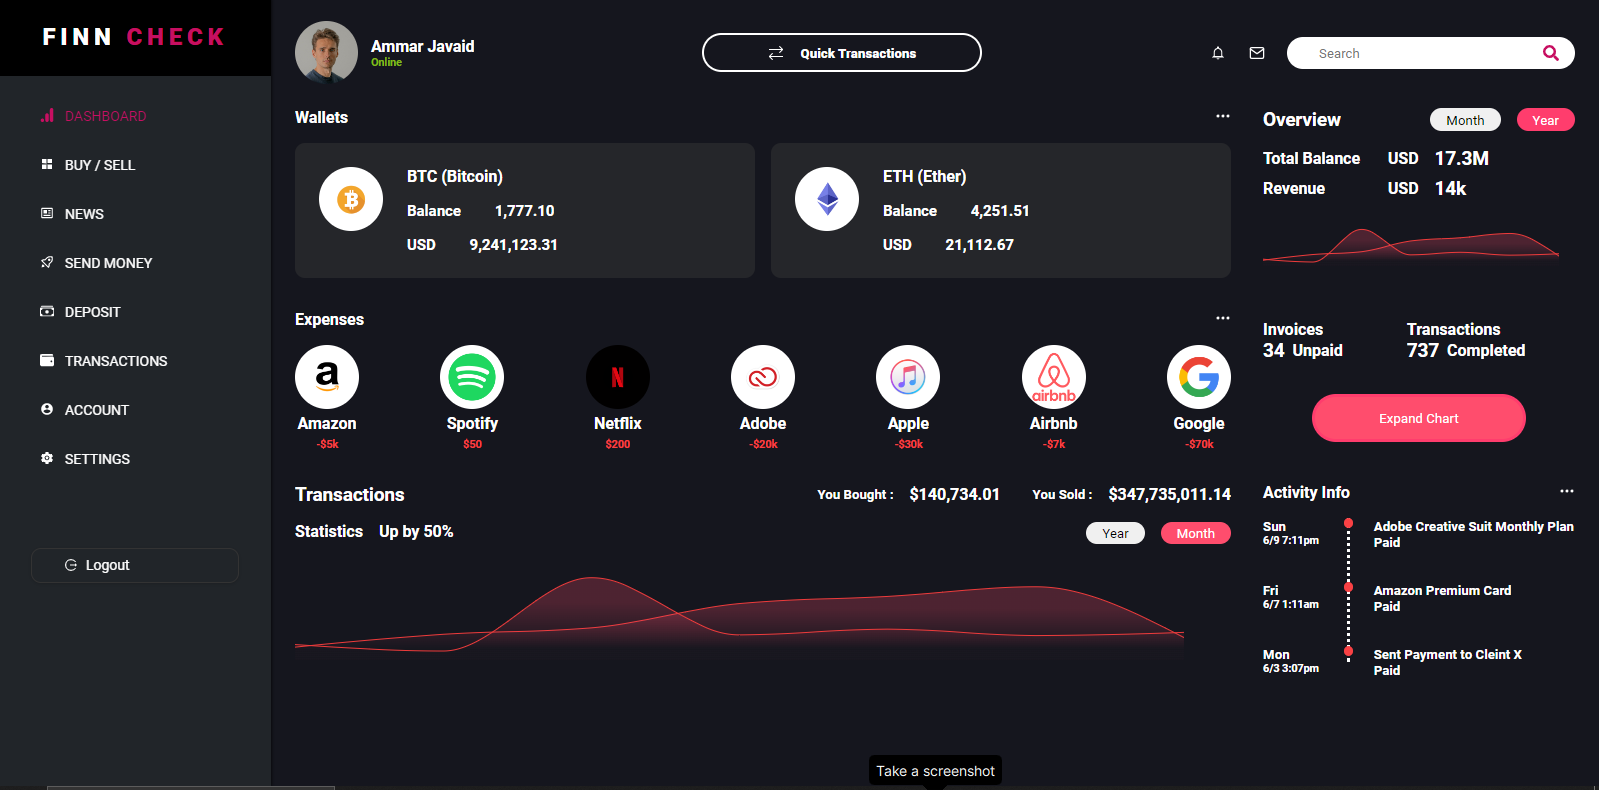 FINN CHECK
DASHBOARD
BUY / SELL
NEWS
SEND MONEY
DEPOSIT
TRANSACTIONS
ACCOUNT
SETTINGS
Logout
Ammar Javaid
Online
Quick Transactions
Search
Wallets
BTC (Bitcoin)
Balance 1,777.10
USD 9,241,123.31
ETH (Ether)
Balance 4,251.51
USD 21,112.67
Expenses
a
Amazon
-$5k
Spotify
$50
N
Netflix
$200
Adobe
-$20k
Apple
-$30k
airbnb
Airbnb
-$7k
G
Google
-$70k
Transactions
You Bought : $140,734.01 You Sold : $347,735,011.14
Statistics Up by 50%
Year Month
Overview
Month Year
Total Balance USD 17.3M
Revenue USD 14k
Invoices
34 Unpaid
Transactions
737 Completed
Expand Chart
Activity Info
Sun
6/9 7:11pm
Adobe Creative Suit Monthly Plan
Paid
Fri
6/7 1:11am
Amazon Premium Card
Paid
Mon
6/3 3:07pm
Sent Payment to Cleint X
Paid
Take a screenshot